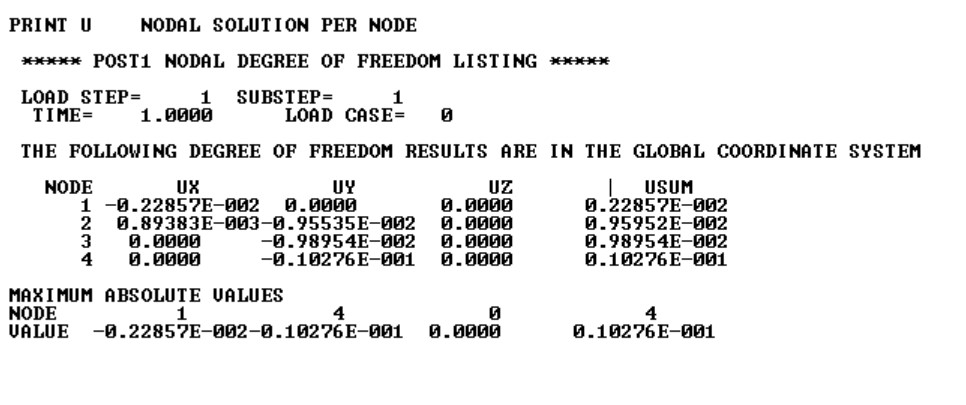 PRINT U    NODAL SOLUTION PER NODE
***** POST1 NODAL DEGREE OF FREEDOM LISTING *****
LOAD STEP=     1  SUBSTEP=     1
TIME=    1.0000      LOAD CASE=   0
THE FOLLOWING DEGREE OF FREEDOM RESULTS ARE IN THE GLOBAL COORDINATE SYSTEM
NODE       UX           UY           UZ        | USUM
1 -0.22857E-002  0.0000       0.0000      0.22857E-002
2  0.89383E-003-0.95535E-002  0.0000      0.95952E-002
3  0.0000     -0.98954E-002  0.0000      0.98954E-002
4  0.0000     -0.10276E-001  0.0000      0.10276E-001
MAXIMUM ABSOLUTE VALUES
NODE          1            4            0            4
VALUE  -0.22857E-002-0.10276E-001  0.0000      0.10276E-001